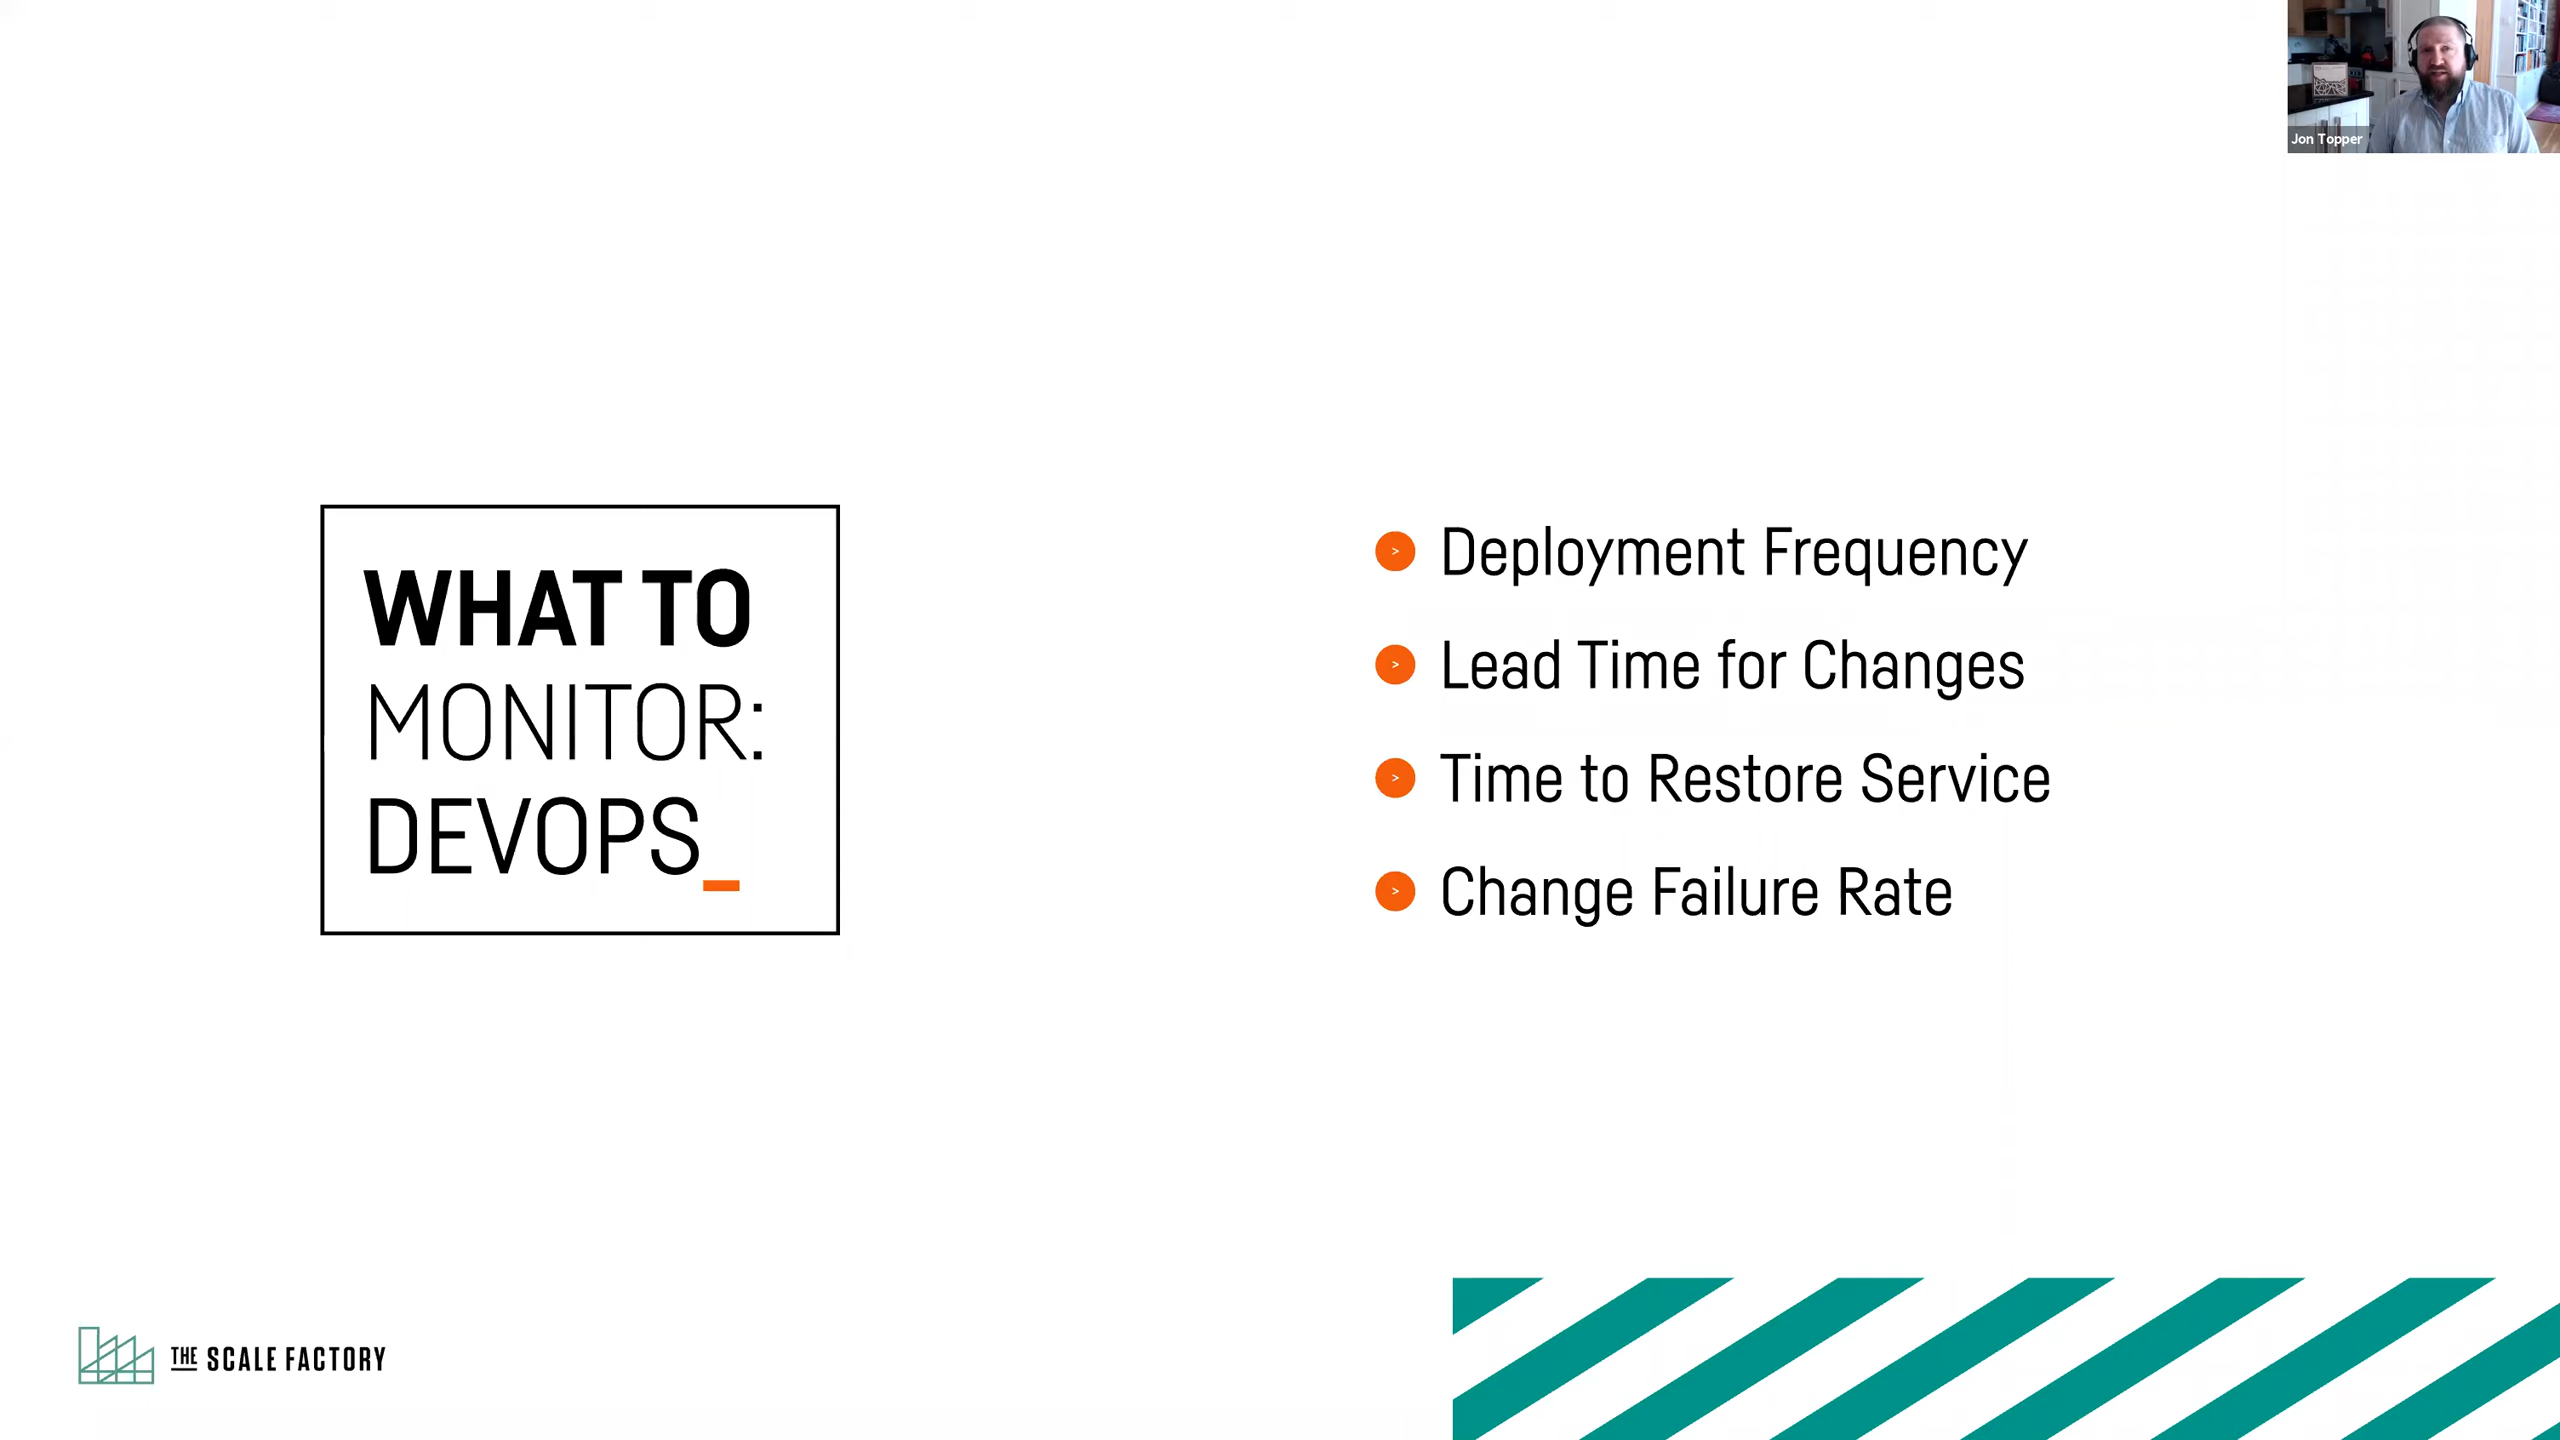 Jon Topper
WHAT TO
MONITOR:
DEVOPS_
> Deployment Frequency
> Lead Time for Changes
> Time to Restore Service
> Change Failure Rate
THE SCALE FACTORY